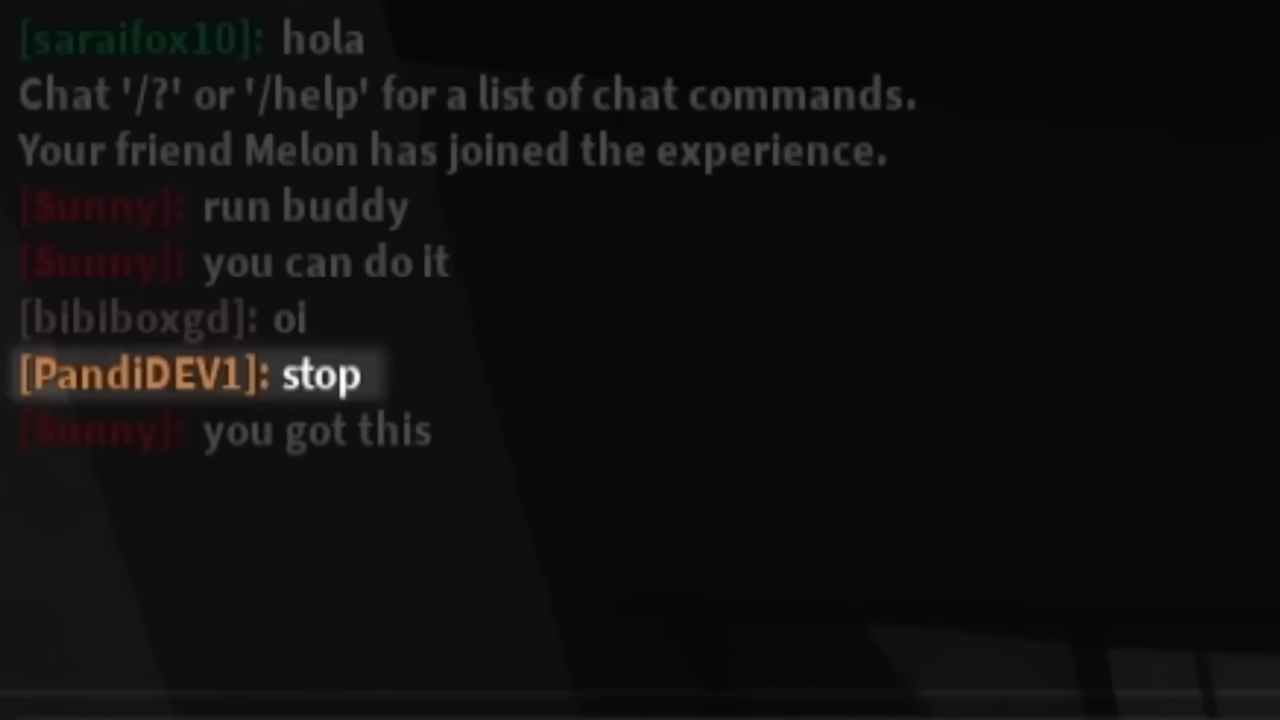 [saraifox10]: hola
Chat '/?' or '/help' for a list of chat commands.
Your friend Melon has joined the experience.
[Sunny]: run buddy
[Sunny]: you can do it
[bibiboxgd]: oi
[PandiDEV1]: stop
[Sunny]: you got this